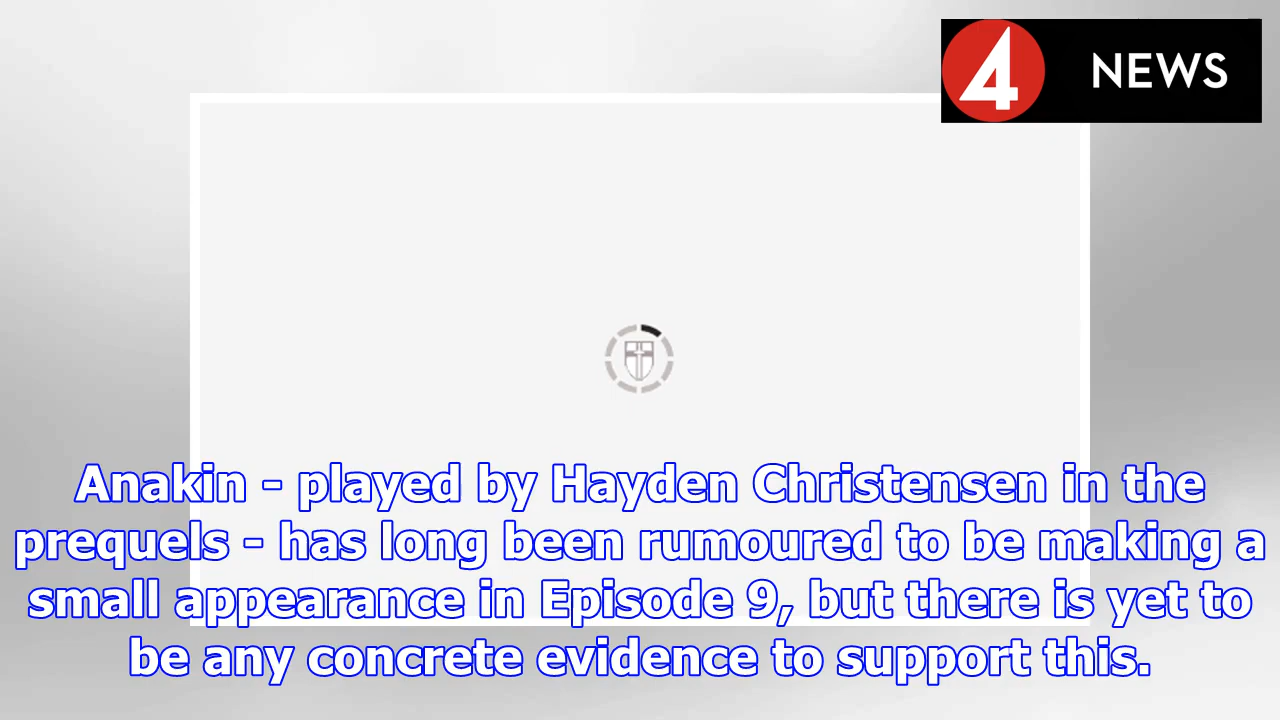 4 NEWS
Anakin - played by Hayden Christensen in the
prequels - has long been rumoured to be making a
small appearance in Episode 9, but there is yet to
be any concrete evidence to support this.